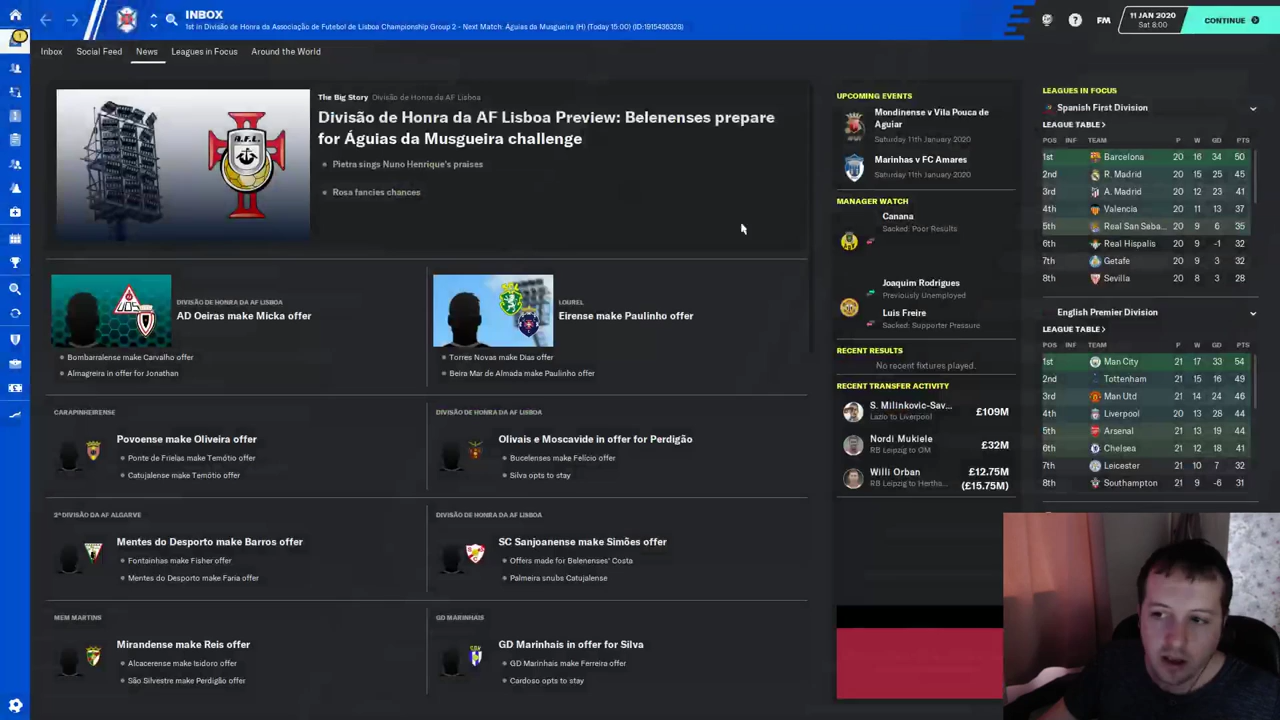 INBOX
1st in Divisão de Honra da Associação de Futebol de Lisboa Championship Group 2 - Next Match: Águias da Musgueira (H) (Today 15:00) (ID:1915436328)
FM
11 JAN 2020
Sat 8:00
CONTINUE
Inbox
Social Feed
News
Leagues in Focus
Around the World
The Big Story Divisão de Honra da AF Lisboa
Divisão de Honra da AF Lisboa Preview: Belenenses prepare
for Águias da Musgueira challenge
Pietra sings Nuno Henrique's praises
Rosa fancies chances
DIVISÃO DE HONRA DA AF LISBOA
AD Oeiras make Micka offer
Bombarralense make Carvalho offer
Almagreira in offer for Jonathan
LOUREL
Eirense make Paulinho offer
Torres Novas make Dias offer
Beira Mar de Almada make Paulinho offer
CARAPINHEIRENSE
Povoense make Oliveira offer
Ponte de Frielas make Temótio offer
Catujalense make Temótio offer
DIVISÃO DE HONRA DA AF LISBOA
Olivais e Moscavide in offer for Perdigão
Bucelenses make Felício offer
Silva opts to stay
2ª DIVISÃO DA AF ALGARVE
Mentes do Desporto make Barros offer
Fontainhas make Fisher offer
Mentes do Desporto make Faria offer
DIVISÃO DE HONRA DA AF LISBOA
SC Sanjoanense make Simões offer
Offers made for Belenenses' Costa
Palmeira snubs Catujalense
MEM MARTINS
Mirandense make Reis offer
Alcacerense make Isidoro offer
São Silvestre make Perdigão offer
GD MARINHAIS
GD Marinhais in offer for Silva
GD Marinhais make Ferreira offer
Cardoso opts to stay
UPCOMING EVENTS
Mondinense v Vila Pouca de
Aguiar
Saturday 11th January 2020
Marinhas v FC Amares
Saturday 11th January 2020
MANAGER WATCH
Canana
Sacked: Poor Results
Joaquim Rodrigues
Previously Unemployed
Luis Freire
Sacked: Supporter Pressure
RECENT RESULTS
No recent fixtures played.
RECENT TRANSFER ACTIVITY
S. Milinkovic-Sav... £109M
Lazio to Liverpool
Nordi Mukiele £32M
RB Leipzig to OM
Willi Orban £12.75M
RB Leipzig to Hertha... (£15.75M)
LEAGUES IN FOCUS
Spanish First Division
LEAGUE TABLE >
POS INF TEAM P W GD PTS
1st Barcelona 20 16 34 50
2nd R. Madrid 20 15 25 45
3rd A. Madrid 20 12 23 41
4th Valencia 20 11 13 37
5th Real San Seba... 20 9 6 35
6th Real Hispalis 20 9 -1 32
7th Getafe 20 9 3 32
8th Sevilla 20 8 3 28
English Premier Division
LEAGUE TABLE >
POS INF TEAM P W GD PTS
1st Man City 21 17 33 54
2nd Tottenham 21 15 16 49
3rd Man Utd 21 14 24 46
4th Liverpool 20 13 28 44
5th Arsenal 21 13 19 44
6th Chelsea 21 12 18 41
7th Leicester 21 10 7 32
8th Southampton 21 9 -6 31